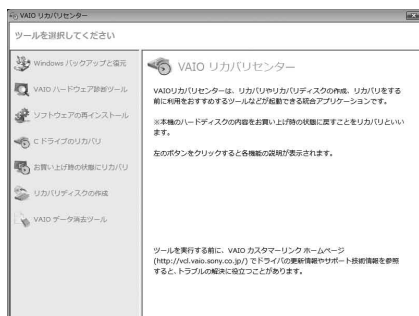 VAIO リカバリセンター
ツールを選択してください
Windows バックアップと復元
VAIO ハードウェア診断ツール
ソフトウェアの再インストール
C ドライブのリカバリ
お買い上げ時の状態にリカバリ
リカバリディスクの作成
VAIO データ消去ツール
VAIO リカバリセンター
VAIOリカバリセンターは、リカバリやリカバリディスクの作成、リカバリをする
前に利用をおすすめするツールなどが起動できる統合アプリケーションです。
※本機のハードディスクの内容をお買い上げ時の状態に戻すことをリカバリといい
ます。
左のボタンをクリックすると各機能の説明が表示されます。
ツールを実行する前に、VAIO カスタマーリンク ホームページ
(http://vcl.vaio.sony.co.jp/) でドライバの更新情報やサポート技術情報を参照
すると、トラブルの解決に役立つことがあります。